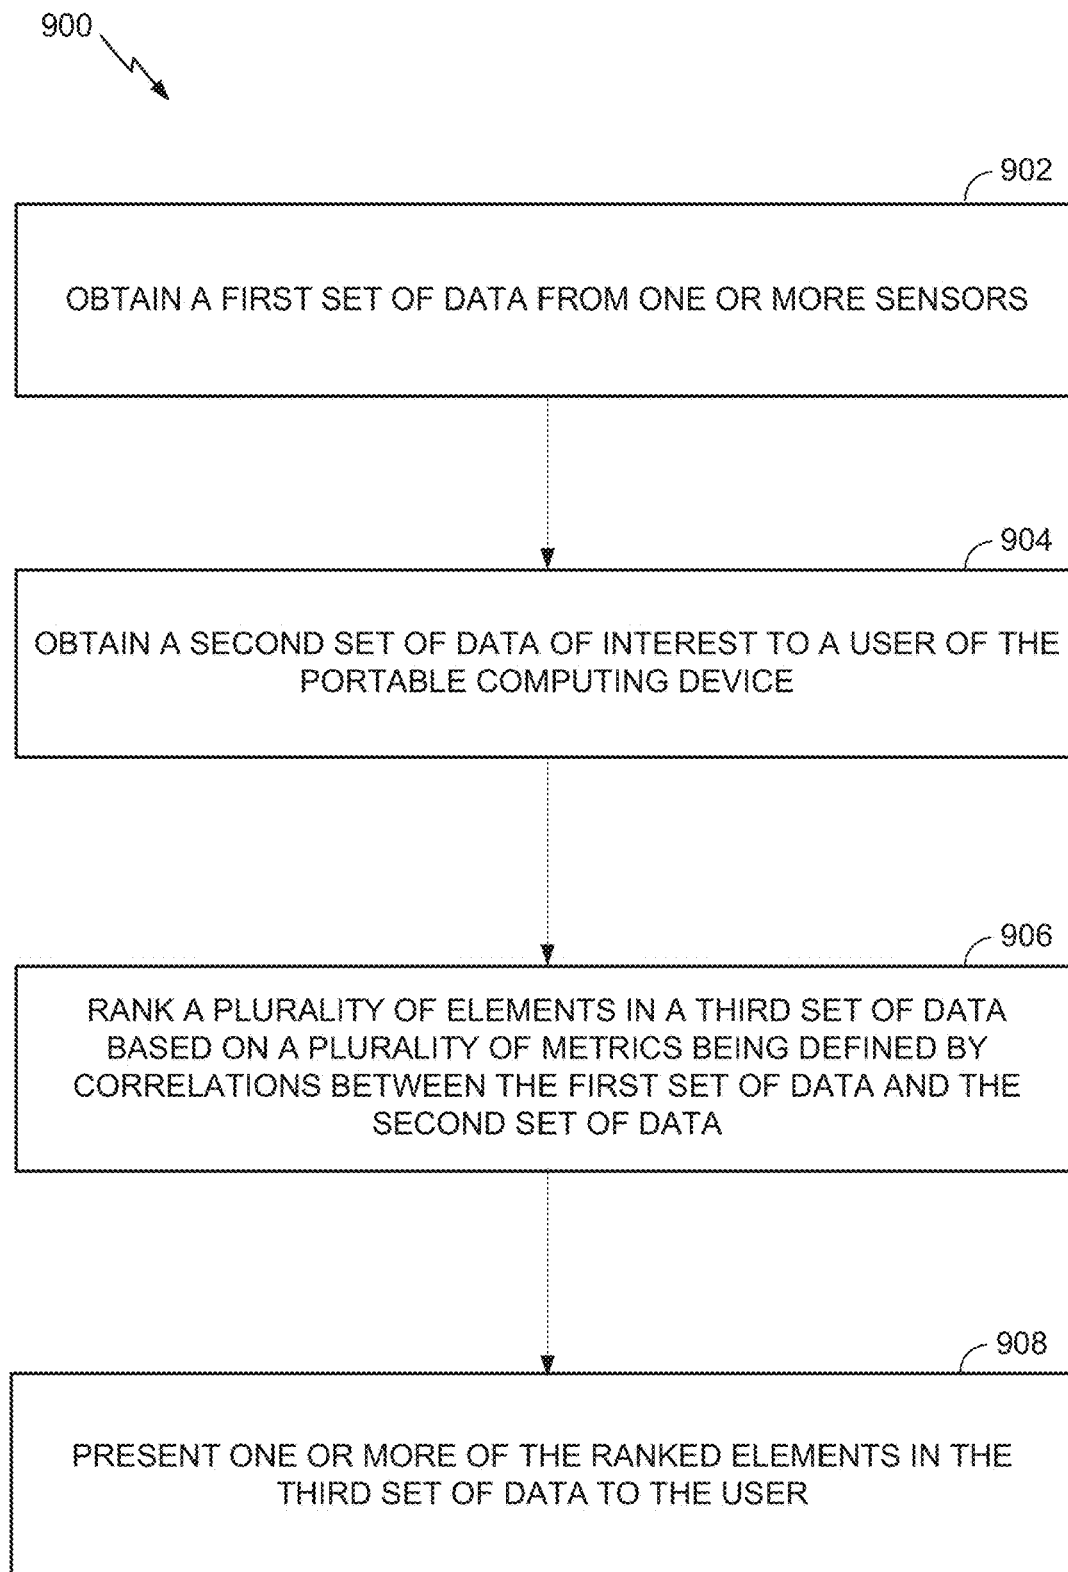 900
902
OBTAIN A FIRST SET OF DATA FROM ONE OR MORE SENSORS
904
OBTAIN A SECOND SET OF DATA OF INTEREST TO A USER OF THE
PORTABLE COMPUTING DEVICE
906
RANK A PLURALITY OF ELEMENTS IN A THIRD SET OF DATA
BASED ON A PLURALITY OF METRICS BEING DEFINED BY
CORRELATIONS BETWEEN THE FIRST SET OF DATA AND THE
SECOND SET OF DATA
908
PRESENT ONE OR MORE OF THE RANKED ELEMENTS IN THE
THIRD SET OF DATA TO THE USER